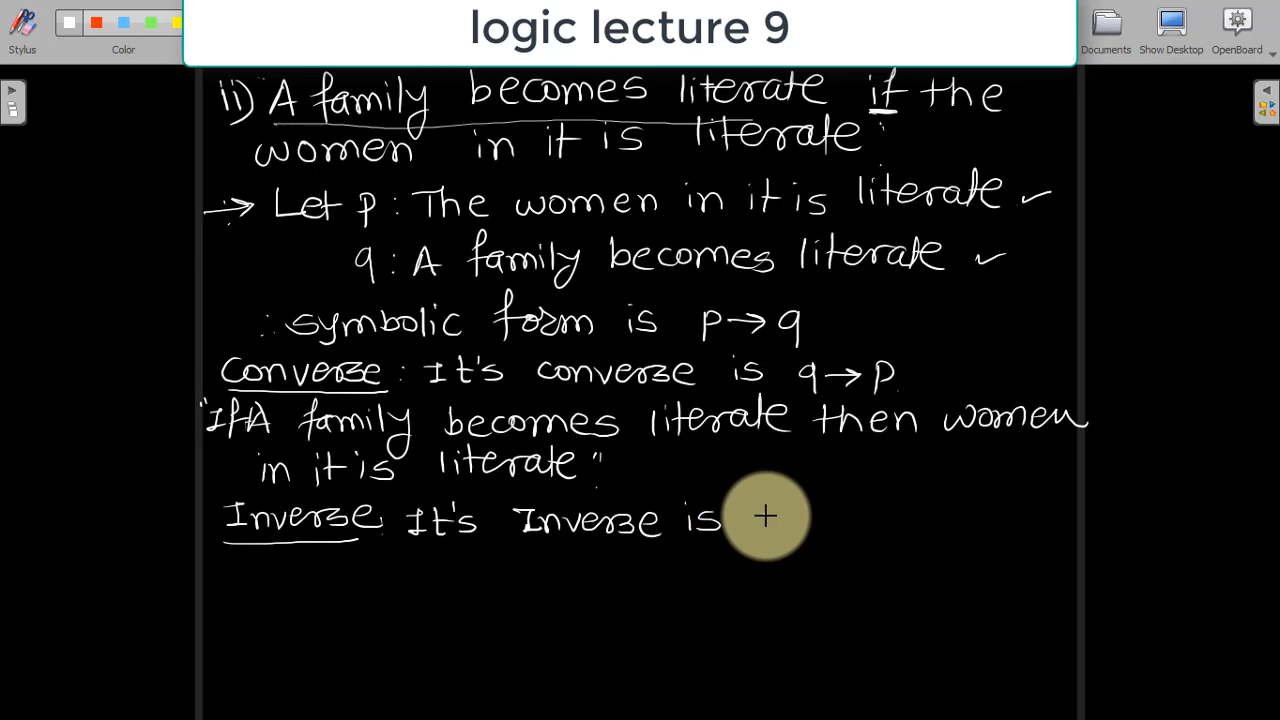 logic lecture 9
Stylus
Color
Documents
Show Desktop
OpenBoard
ii) A family becomes literate if the
women in it is literate.
→ Let p : The women in it is literate ✓
q : A family becomes literate ✓
∴ symbolic form is p → q
Converse : It's converse is q → p
"If A family becomes literate then women
in it is literate".
Inverse : It's Inverse is